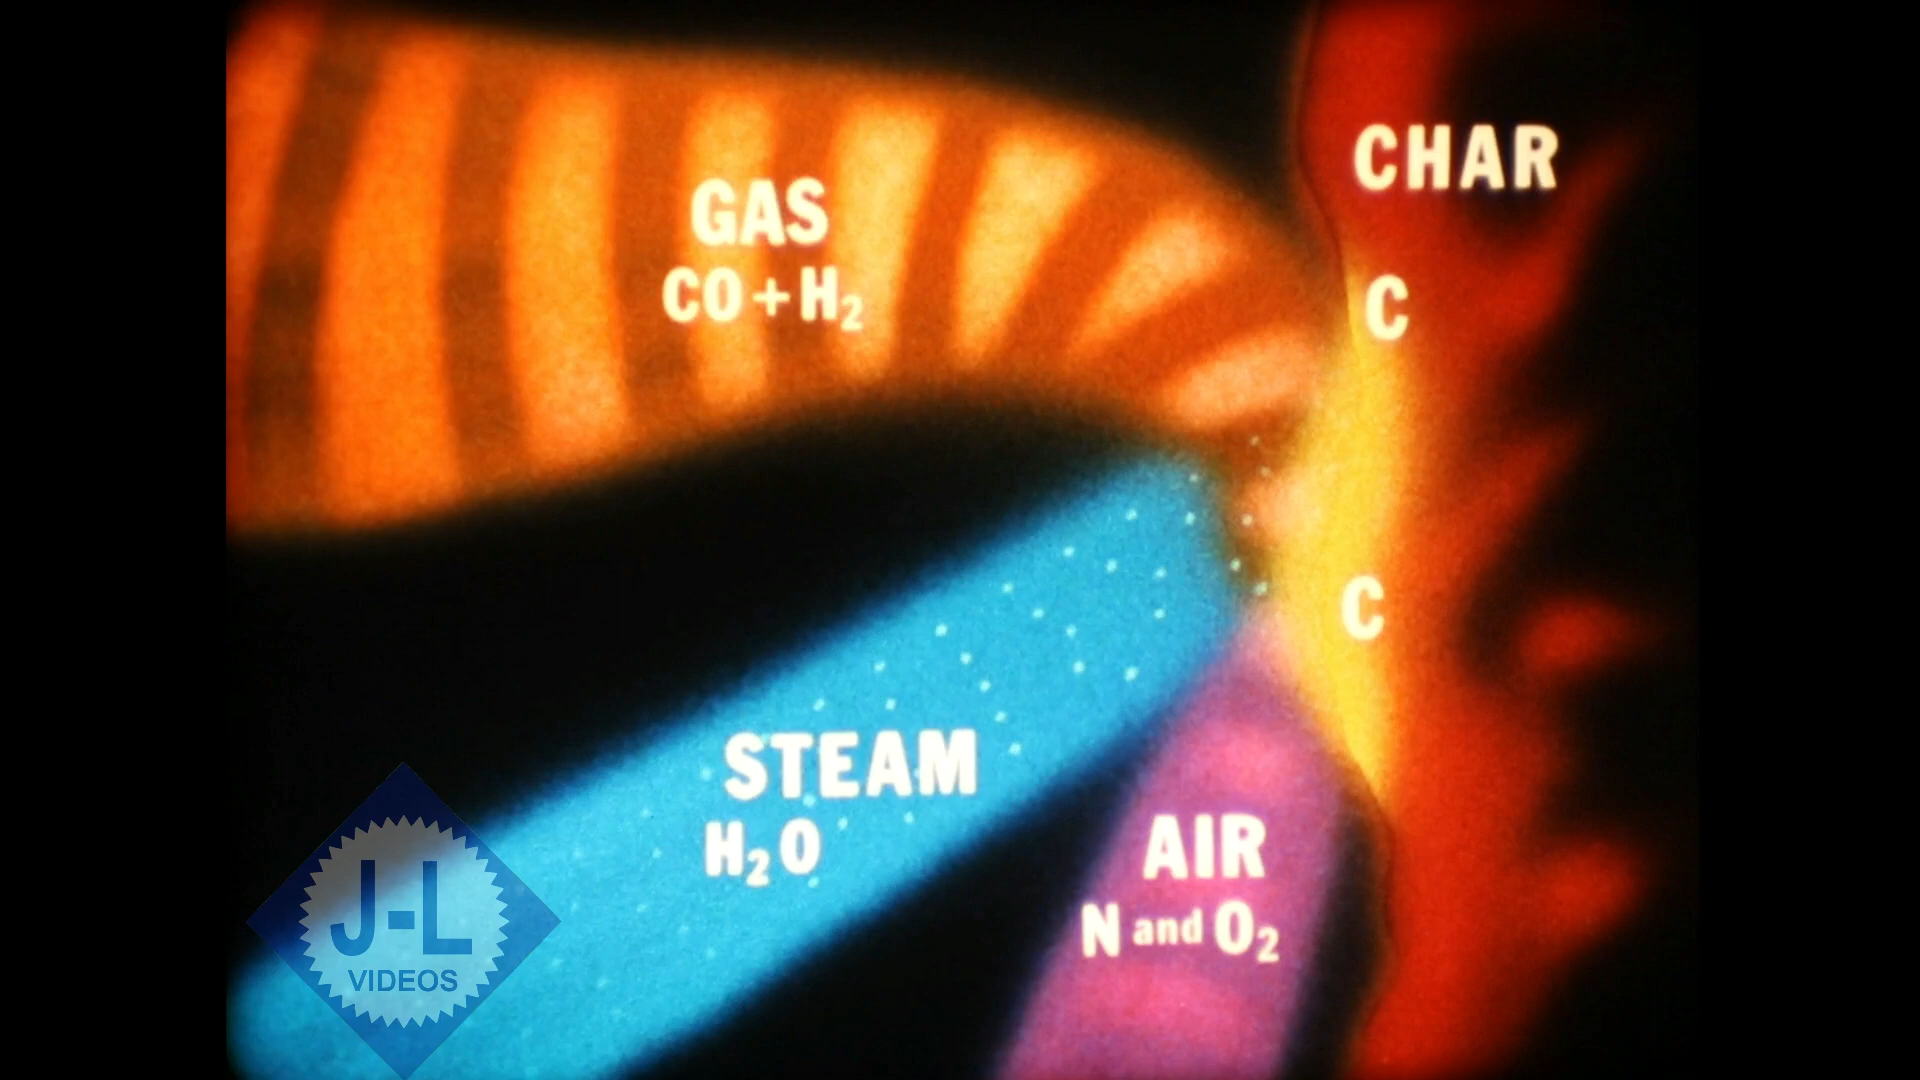 GAS
CO + H₂
CHAR
C
C
STEAM
H₂O
AIR
N and O₂
J-L
VIDEOS